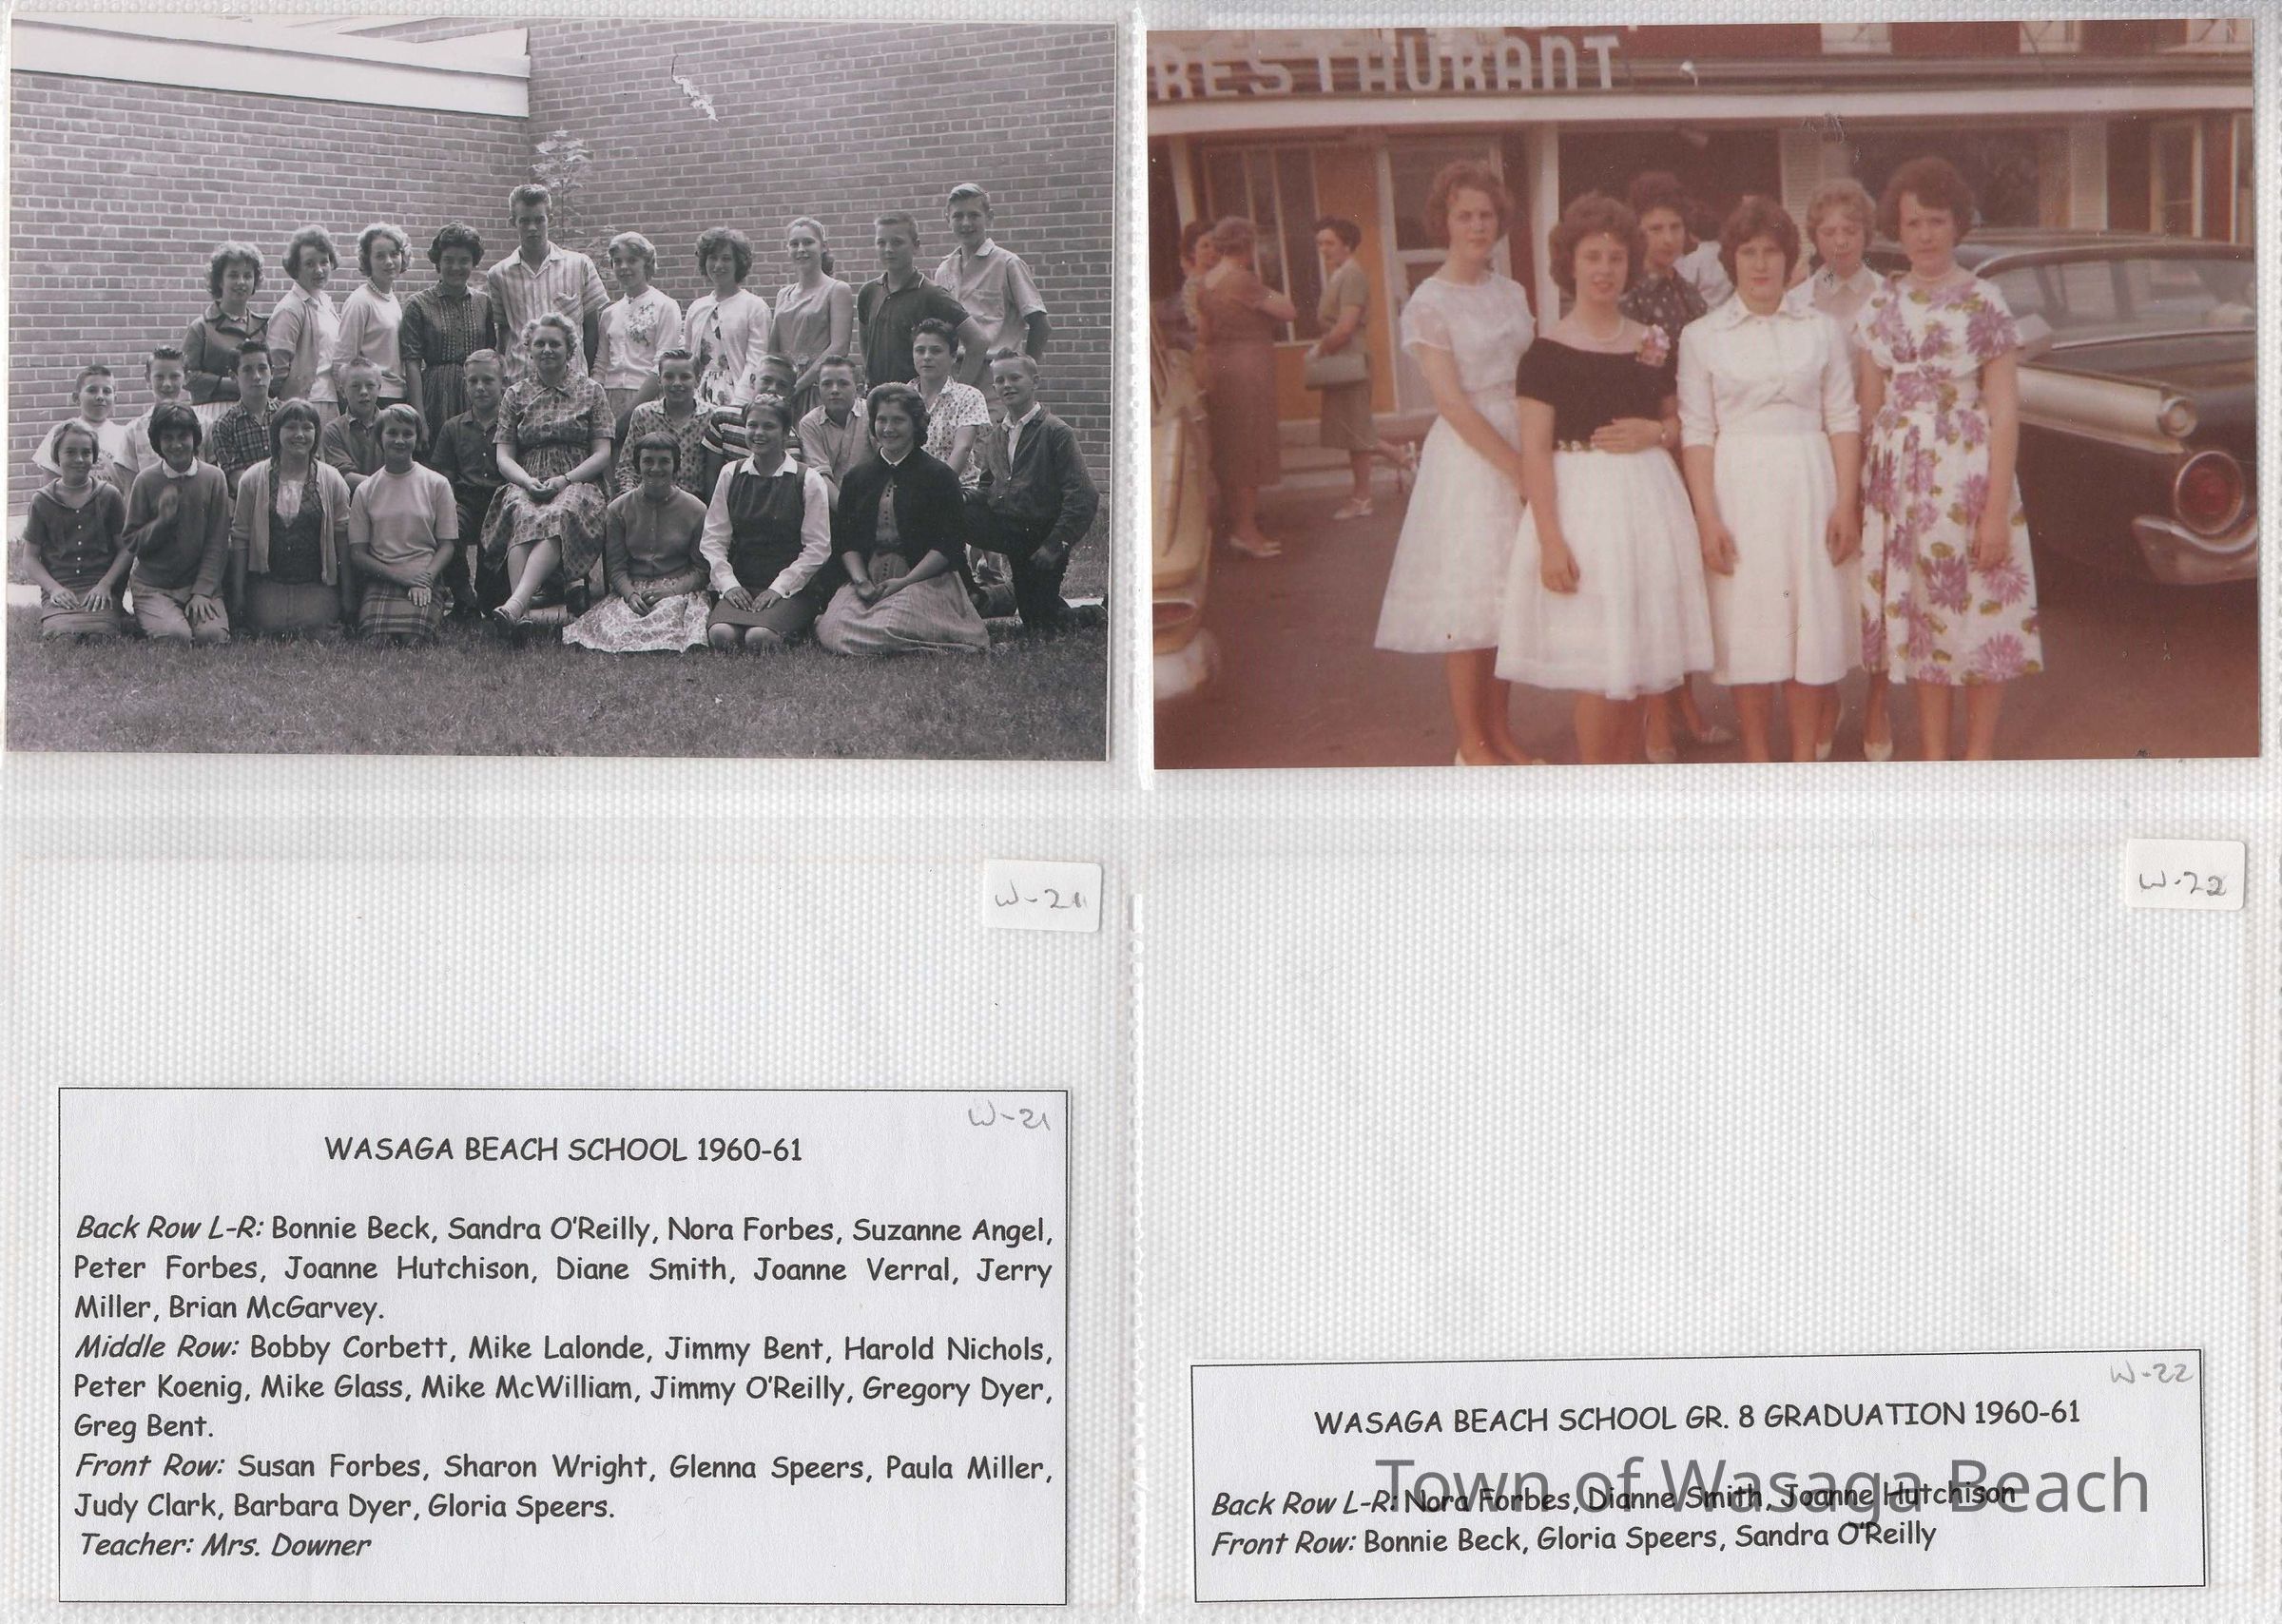 RESTAURANT
W-21
W-22
W-21
WASAGA BEACH SCHOOL 1960-61
Back Row L-R: Bonnie Beck, Sandra O'Reilly, Nora Forbes, Suzanne Angel,
Peter Forbes, Joanne Hutchison, Diane Smith, Joanne Verral, Jerry
Miller, Brian McGarvey.
Middle Row: Bobby Corbett, Mike Lalonde, Jimmy Bent, Harold Nichols,
Peter Koenig, Mike Glass, Mike McWilliam, Jimmy O'Reilly, Gregory Dyer,
Greg Bent.
Front Row: Susan Forbes, Sharon Wright, Glenna Speers, Paula Miller,
Judy Clark, Barbara Dyer, Gloria Speers.
Teacher: Mrs. Downer
W-22
WASAGA BEACH SCHOOL GR. 8 GRADUATION 1960-61
Town of Wasaga Beach
Back Row L-R: Nora Forbes, Dianne Smith, Joanne Hutchison
Front Row: Bonnie Beck, Gloria Speers, Sandra O'Reilly